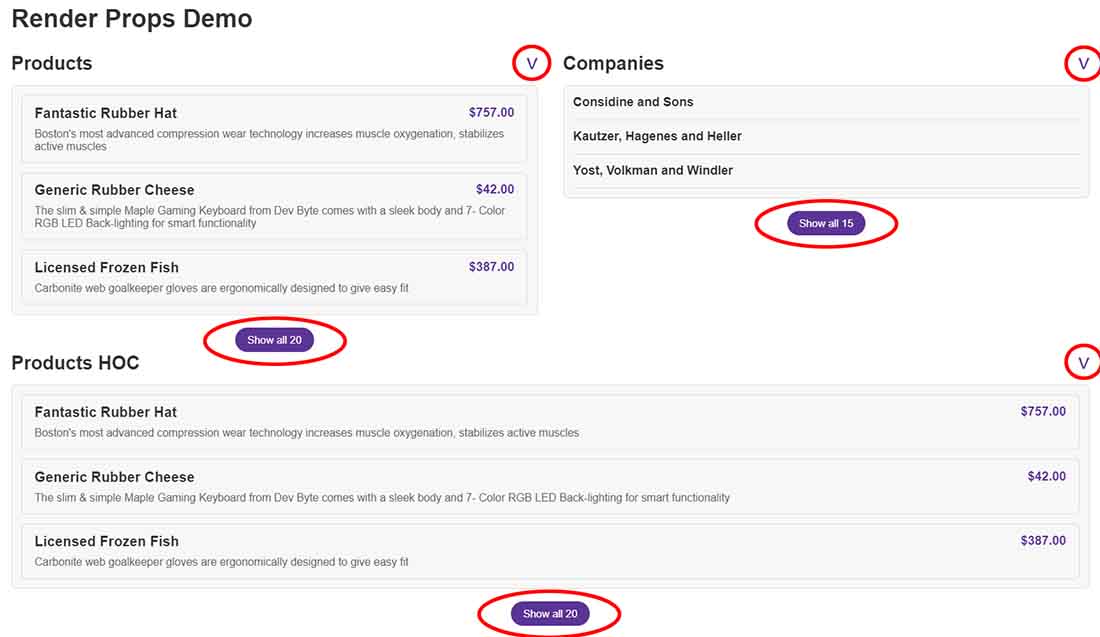 Render Props Demo
Products
V
Fantastic Rubber Hat
$757.00
Boston's most advanced compression wear technology increases muscle oxygenation, stabilizes
active muscles
Generic Rubber Cheese
$42.00
The slim & simple Maple Gaming Keyboard from Dev Byte comes with a sleek body and 7- Color
RGB LED Back-lighting for smart functionality
Licensed Frozen Fish
$387.00
Carbonite web goalkeeper gloves are ergonomically designed to give easy fit
Show all 20
Companies
V
Considine and Sons
Kautzer, Hagenes and Heller
Yost, Volkman and Windler
Show all 15
Products HOC
V
Fantastic Rubber Hat
$757.00
Boston's most advanced compression wear technology increases muscle oxygenation, stabilizes active muscles
Generic Rubber Cheese
$42.00
The slim & simple Maple Gaming Keyboard from Dev Byte comes with a sleek body and 7- Color RGB LED Back-lighting for smart functionality
Licensed Frozen Fish
$387.00
Carbonite web goalkeeper gloves are ergonomically designed to give easy fit
Show all 20